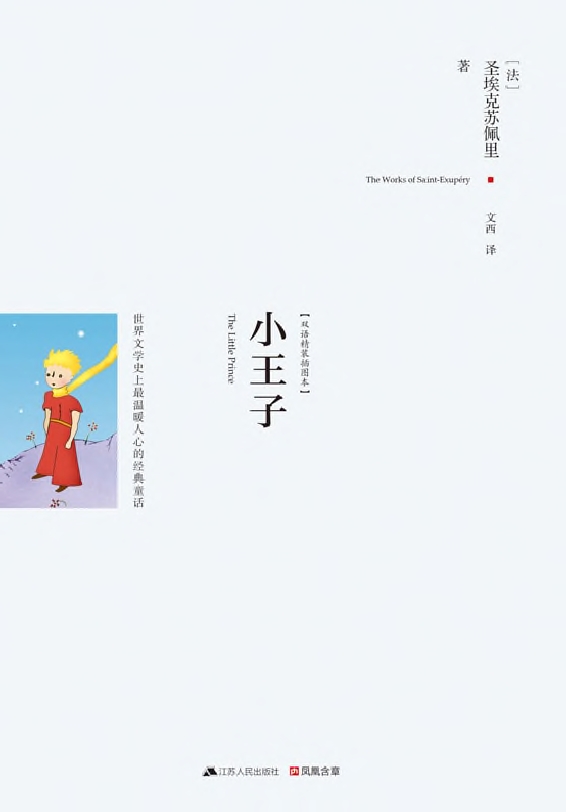 ［法］
圣埃克苏佩里
著
The Works of Sa:int-Exupéry
文西 译
【双语精装插图本】
小王子
The Little Prince
世界文学史上最温暖人心的经典童话
江苏人民出版社 凤凰含章